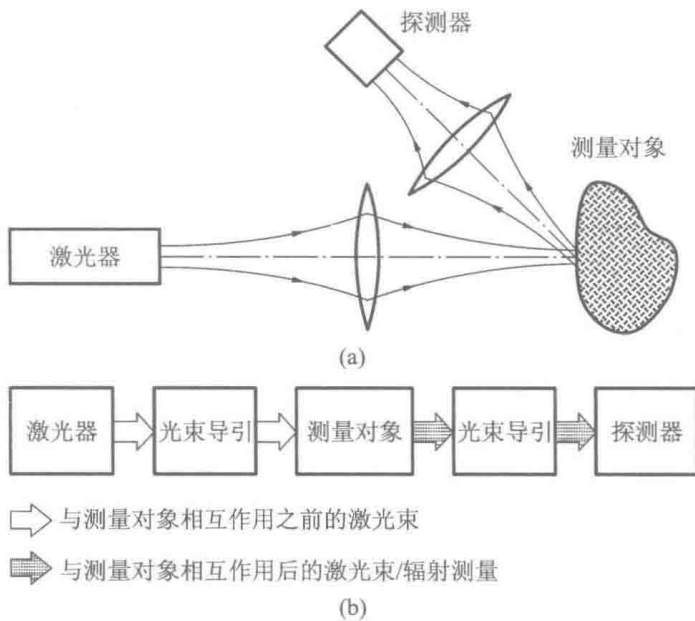 探测器
测量对象
激光器
(a)
激光器 光束导引 测量对象 光束导引 探测器
与测量对象相互作用之前的激光束
与测量对象相互作用后的激光束/辐射测量
(b)